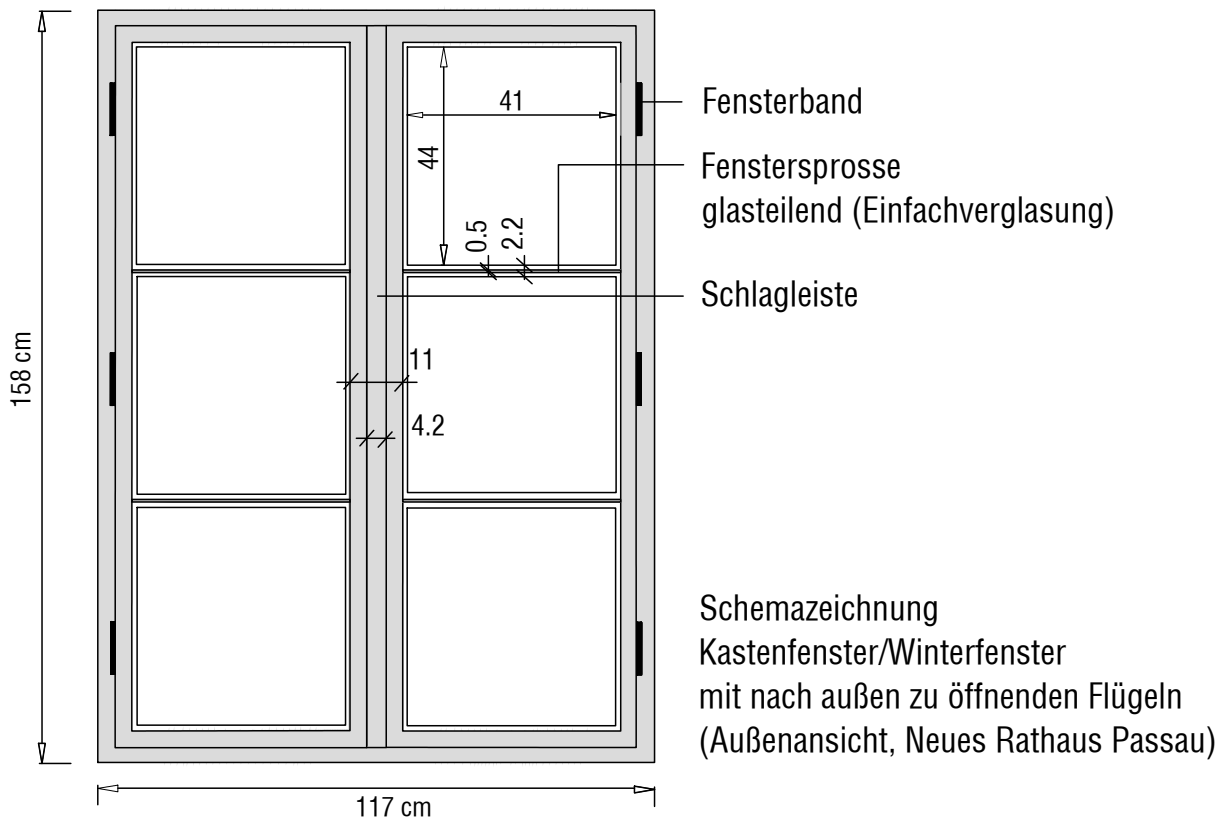 41
Fensterband
44
Fenstersprosse
glasteilend (Einfachverglasung)
0.5
2.2
Schlagleiste
158 cm
11
4.2
Schemazeichnung
Kastenfenster/Winterfenster
mit nach außen zu öffnenden Flügeln
(Außenansicht, Neues Rathaus Passau)
117 cm